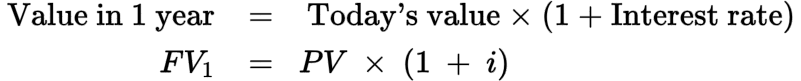 Value in 1 year = Today's value × (1 + Interest rate)
FV₁ = PV × (1 + i)